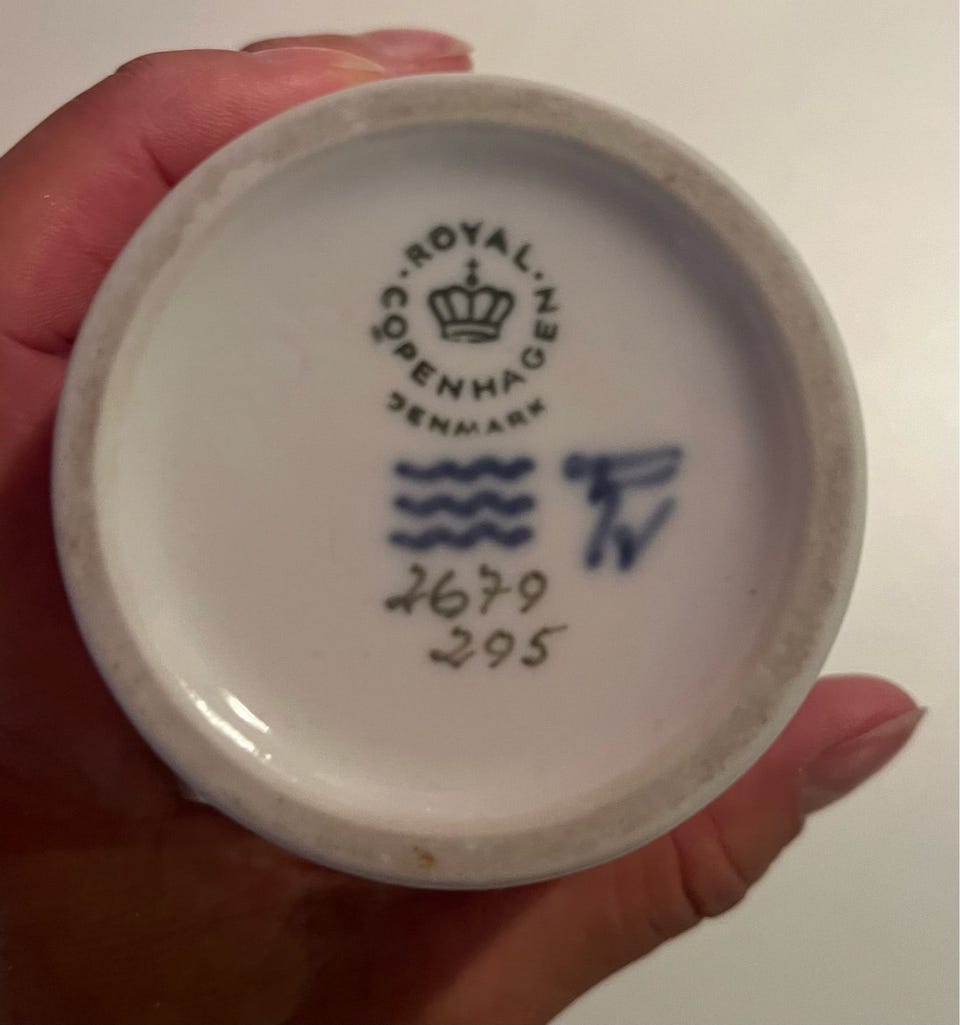 ROYAL
COPENHAGEN
DENMARK
2679
295